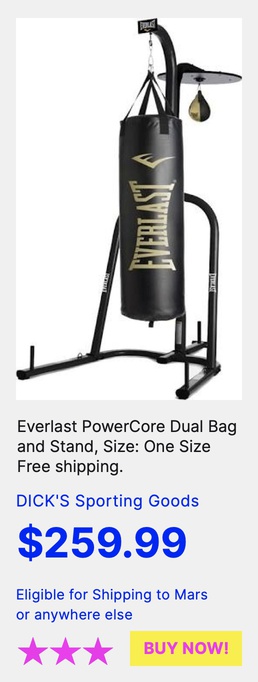 EVERLAST
EVERLAST
Everlast PowerCore Dual Bag
and Stand, Size: One Size
Free shipping.
DICK'S Sporting Goods
$259.99
Eligible for Shipping to Mars
or anywhere else
BUY NOW!